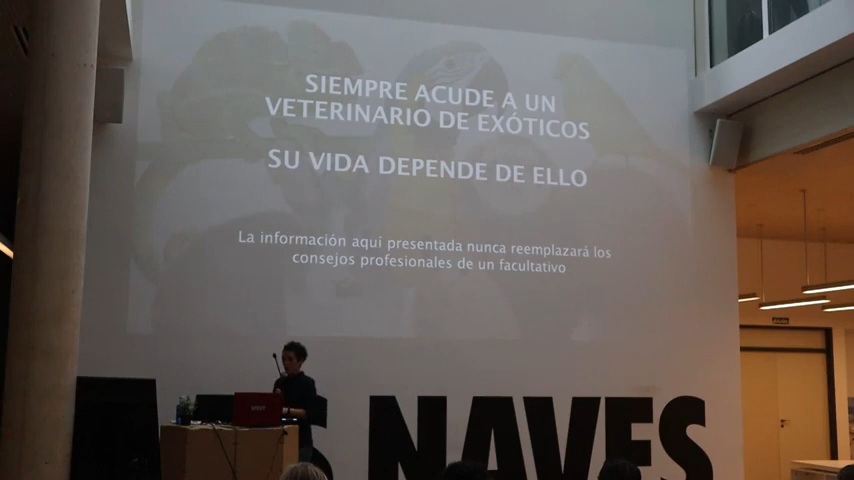 SIEMPRE ACUDE A UN
VETERINARIO DE EXÓTICOS
SU VIDA DEPENDE DE ELLO
La información aquí presentada nunca reemplazará los
consejos profesionales de un facultativo
NAVES